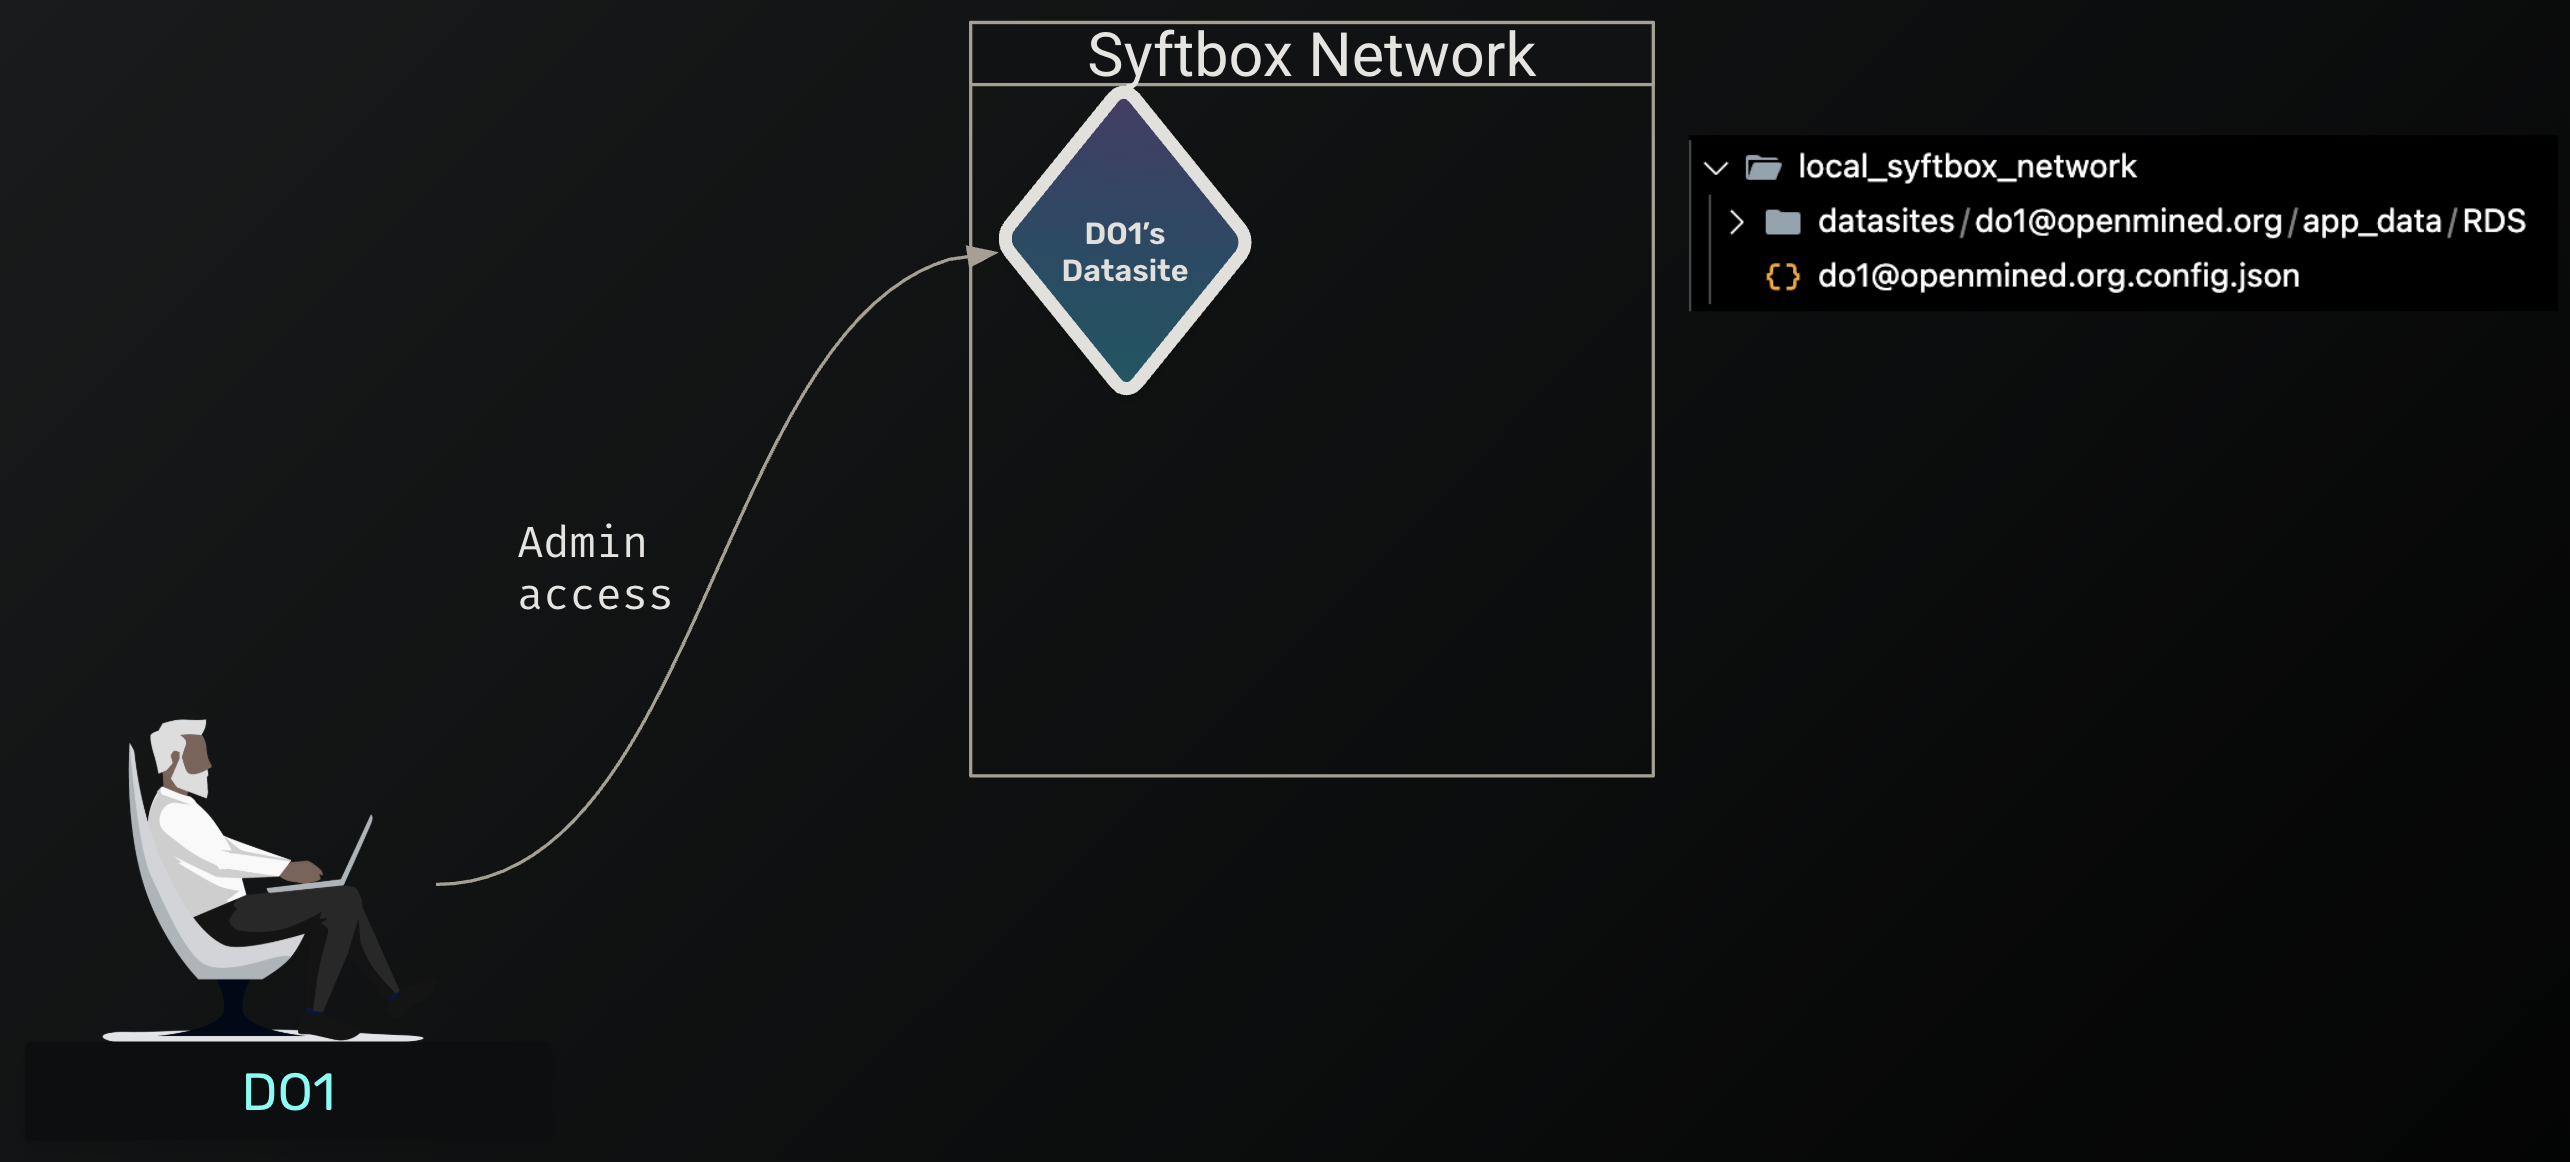 Syftbox Network
DO1’s
Datasite
local_syftbox_network
datasites/do1@openmined.org/app_data/RDS
{} do1@openmined.org.config.json
Admin
access
DO1